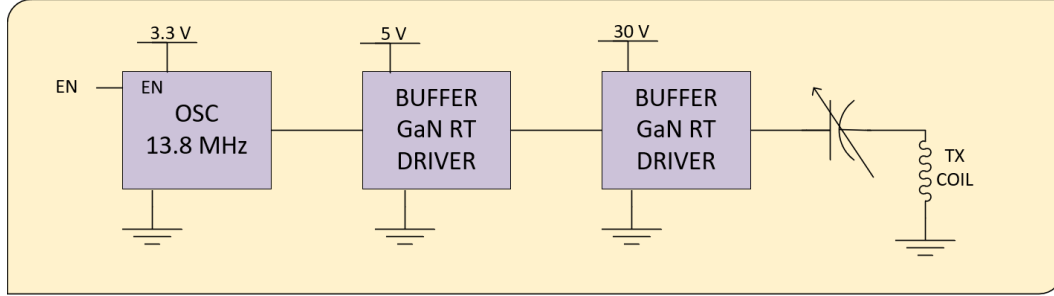 3.3 V
5 V
30 V
EN
EN
OSC
13.8 MHz
BUFFER
GaN RT
DRIVER
BUFFER
GaN RT
DRIVER
TX
COIL